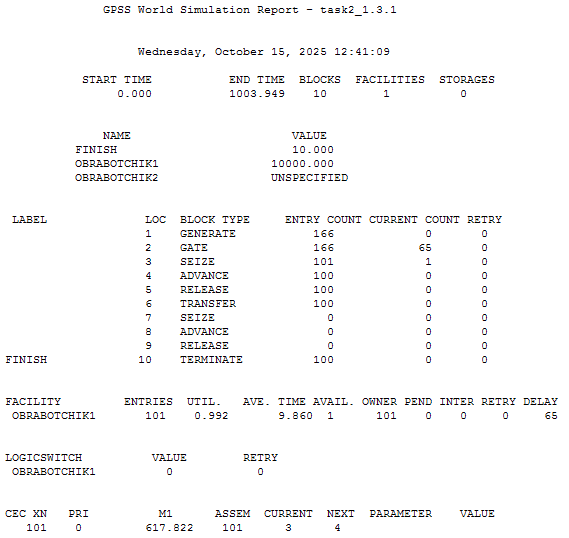 GPSS World Simulation Report - task2_1.3.1
Wednesday, October 15, 2025 12:41:09
START TIME END TIME BLOCKS FACILITIES STORAGES
0.000 1003.949 10 1 0
NAME VALUE
FINISH 10.000
OBRABOTCHIK1 10000.000
OBRABOTCHIK2 UNSPECIFIED
LABEL LOC BLOCK TYPE ENTRY COUNT CURRENT COUNT RETRY
1 GENERATE 166 0 0
2 GATE 166 65 0
3 SEIZE 101 1 0
4 ADVANCE 100 0 0
5 RELEASE 100 0 0
6 TRANSFER 100 0 0
7 SEIZE 0 0 0
8 ADVANCE 0 0 0
9 RELEASE 0 0 0
FINISH 10 TERMINATE 100 0 0
FACILITY ENTRIES UTIL. AVE. TIME AVAIL. OWNER PEND INTER RETRY DELAY
OBRABOTCHIK1 101 0.992 9.860 1 101 0 0 0 65
LOGICSWITCH VALUE RETRY
OBRABOTCHIK1 0 0
CEC XN PRI M1 ASSEM CURRENT NEXT PARAMETER VALUE
101 0 617.822 101 3 4